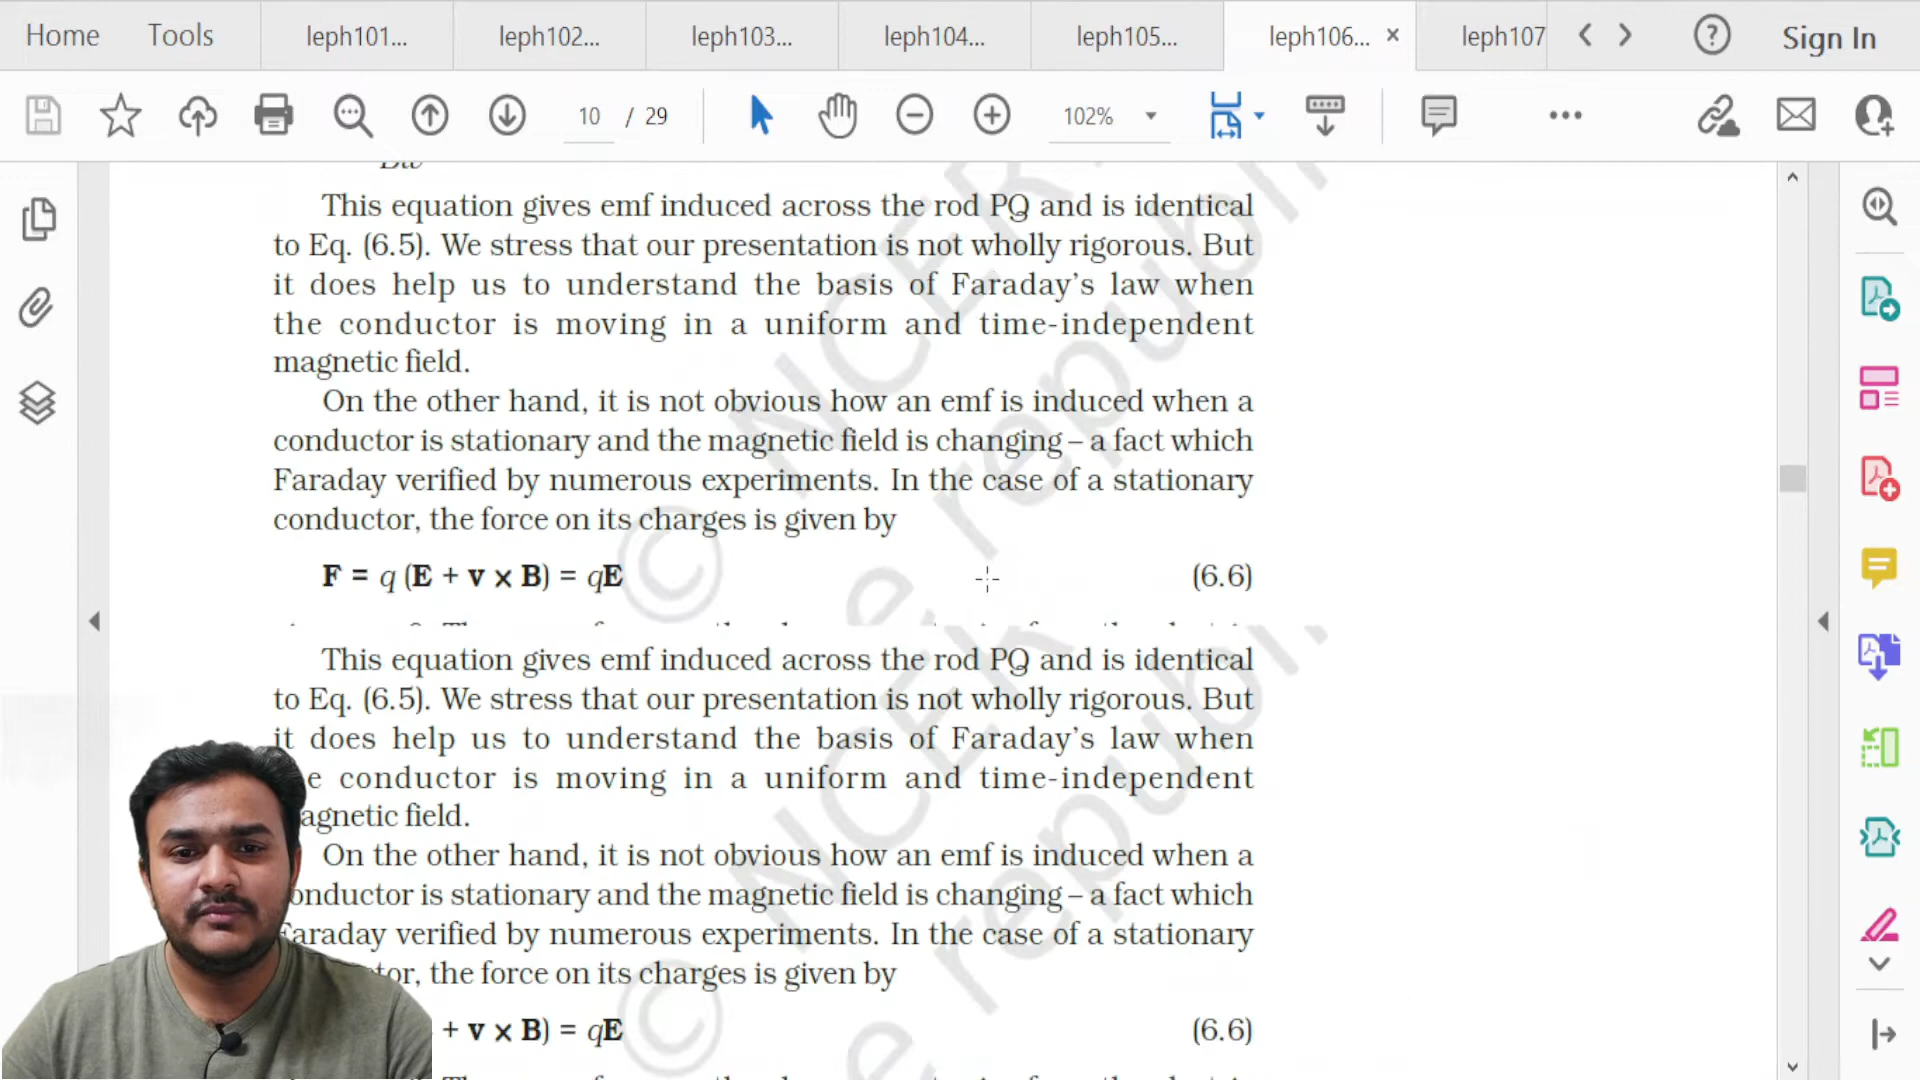 Home Tools leph101... leph102... leph103... leph104... leph105... leph106... × leph107 ? Sign In
10 / 29 102%
This equation gives emf induced across the rod PQ and is identical
to Eq. (6.5). We stress that our presentation is not wholly rigorous. But
it does help us to understand the basis of Faraday's law when
the conductor is moving in a uniform and time-independent
magnetic field.
On the other hand, it is not obvious how an emf is induced when a
conductor is stationary and the magnetic field is changing – a fact which
Faraday verified by numerous experiments. In the case of a stationary
conductor, the force on its charges is given by
F = q (E + v × B) = qE (6.6)
This equation gives emf induced across the rod PQ and is identical
to Eq. (6.5). We stress that our presentation is not wholly rigorous. But
it does help us to understand the basis of Faraday's law when
e conductor is moving in a uniform and time-independent
agnetic field.
On the other hand, it is not obvious how an emf is induced when a
onductor is stationary and the magnetic field is changing – a fact which
Faraday verified by numerous experiments. In the case of a stationary
tor, the force on its charges is given by
+ v × B) = qE (6.6)